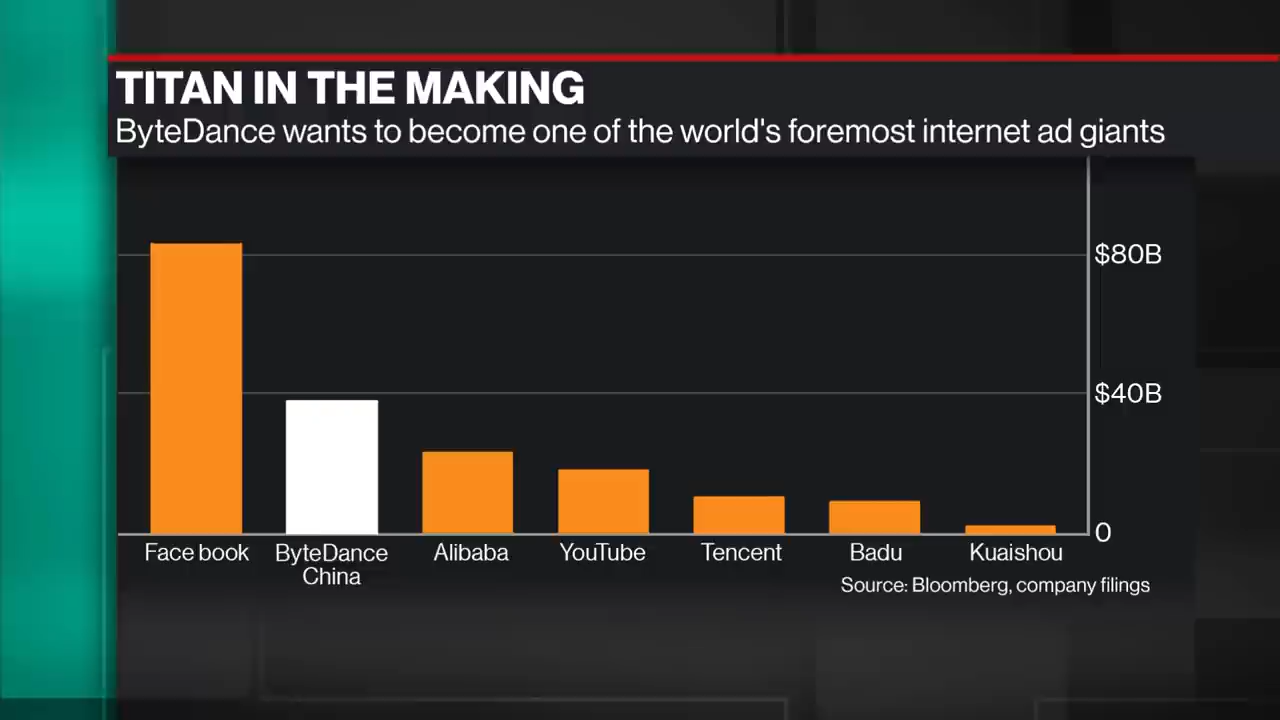 TITAN IN THE MAKING
ByteDance wants to become one of the world's foremost internet ad giants
$80B
$40B
0
Face book
ByteDance
China
Alibaba
YouTube
Tencent
Badu
Kuaishou
Source: Bloomberg, company filings